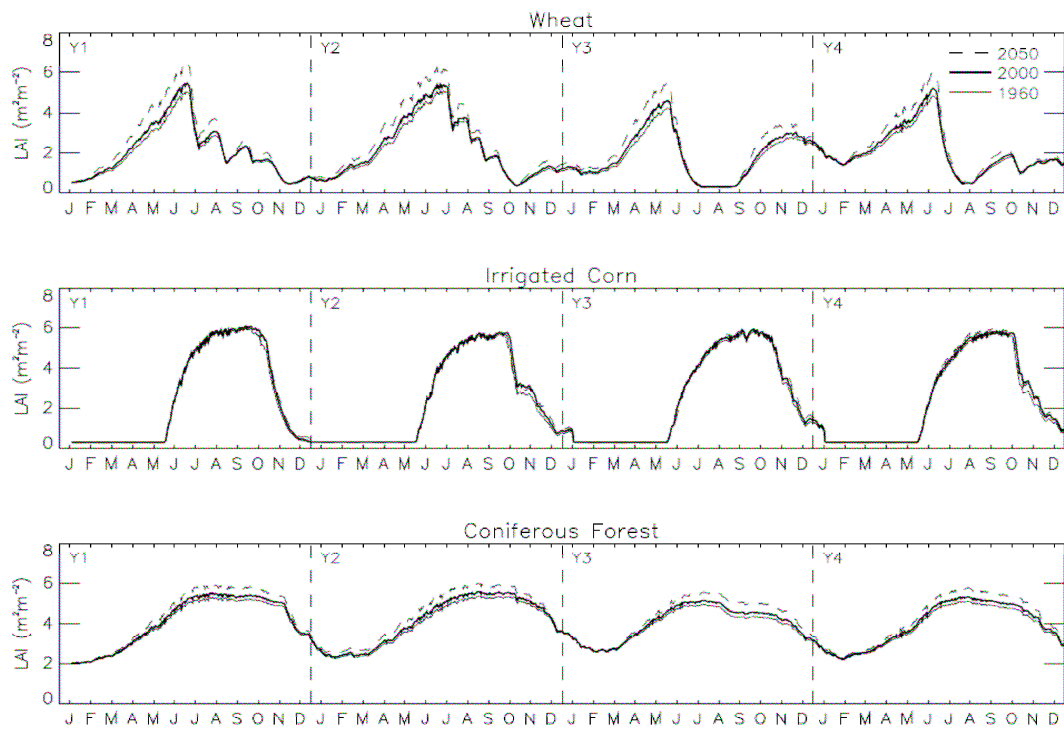 Wheat
8
6
4
2
0
LAI (m²m⁻²)
Y1 Y2 Y3 Y4
2050
2000
1960
J F M A M J J A S O N D J F M A M J J A S O N D J F M A M J J A S O N D J F M A M J J A S O N D
Irrigated Corn
8
6
4
2
0
LAI (m²m⁻²)
Y1 Y2 Y3 Y4
J F M A M J J A S O N D J F M A M J J A S O N D J F M A M J J A S O N D J F M A M J J A S O N D
Coniferous Forest
8
6
4
2
0
LAI (m²m⁻²)
Y1 Y2 Y3 Y4
J F M A M J J A S O N D J F M A M J J A S O N D J F M A M J J A S O N D J F M A M J J A S O N D